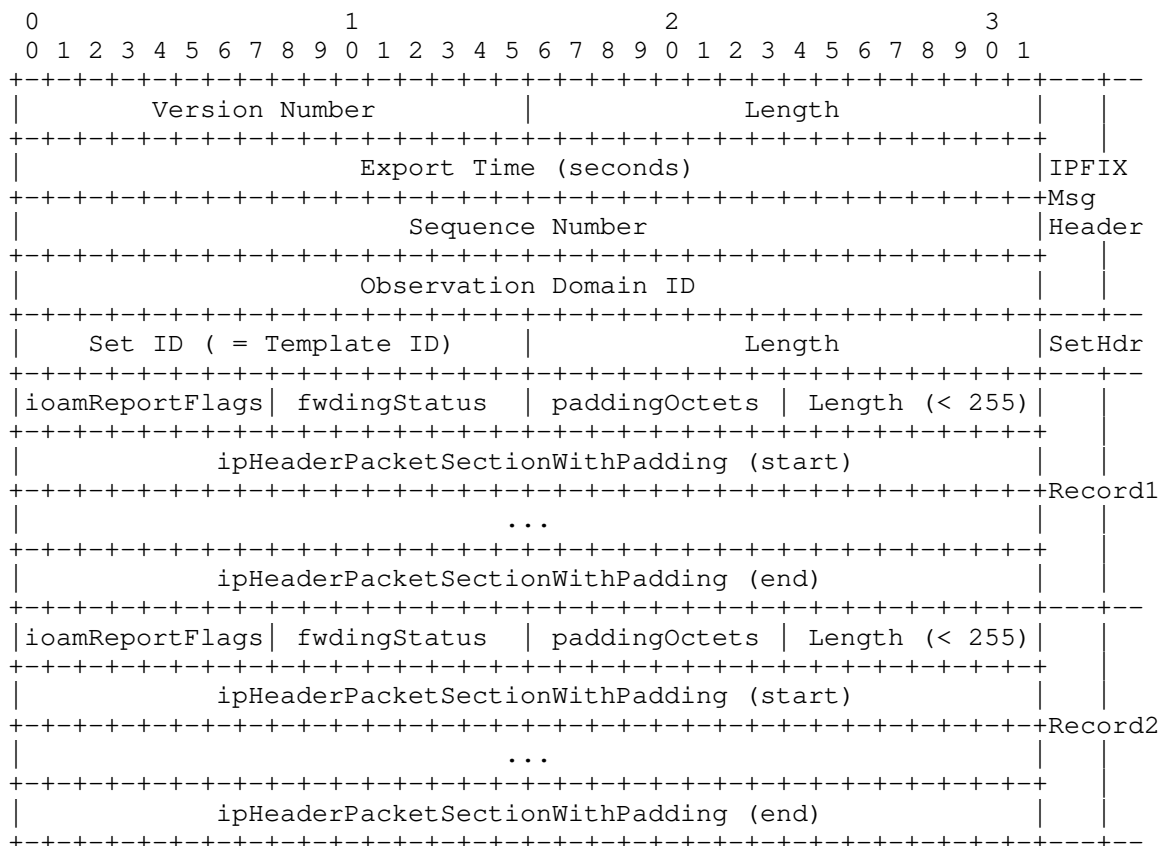 0                   1                   2                   3
 0 1 2 3 4 5 6 7 8 9 0 1 2 3 4 5 6 7 8 9 0 1 2 3 4 5 6 7 8 9 0 1
+-+-+-+-+-+-+-+-+-+-+-+-+-+-+-+-+-+-+-+-+-+-+-+-+-+-+-+-+-+-+-+-+---+--
|        Version Number         |             Length            |   |
+-+-+-+-+-+-+-+-+-+-+-+-+-+-+-+-+-+-+-+-+-+-+-+-+-+-+-+-+-+-+-+-+   |
|                     Export Time (seconds)                     |IPFIX
+-+-+-+-+-+-+-+-+-+-+-+-+-+-+-+-+-+-+-+-+-+-+-+-+-+-+-+-+-+-+-+-+Msg
|                        Sequence Number                        |Header
+-+-+-+-+-+-+-+-+-+-+-+-+-+-+-+-+-+-+-+-+-+-+-+-+-+-+-+-+-+-+-+-+   |
|                     Observation Domain ID                     |   |
+-+-+-+-+-+-+-+-+-+-+-+-+-+-+-+-+-+-+-+-+-+-+-+-+-+-+-+-+-+-+-+-+---+--
|    Set ID ( = Template ID)    |             Length            |SetHdr
+-+-+-+-+-+-+-+-+-+-+-+-+-+-+-+-+-+-+-+-+-+-+-+-+-+-+-+-+-+-+-+-+---+--
|ioamReportFlags| fwdingStatus  | paddingOctets | Length (< 255)|   |
+-+-+-+-+-+-+-+-+-+-+-+-+-+-+-+-+-+-+-+-+-+-+-+-+-+-+-+-+-+-+-+-+   |
|            ipHeaderPacketSectionWithPadding (start)           |   |
+-+-+-+-+-+-+-+-+-+-+-+-+-+-+-+-+-+-+-+-+-+-+-+-+-+-+-+-+-+-+-+-+Record1
|                              ...                              |   |
+-+-+-+-+-+-+-+-+-+-+-+-+-+-+-+-+-+-+-+-+-+-+-+-+-+-+-+-+-+-+-+-+   |
|            ipHeaderPacketSectionWithPadding (end)             |   |
+-+-+-+-+-+-+-+-+-+-+-+-+-+-+-+-+-+-+-+-+-+-+-+-+-+-+-+-+-+-+-+-+---+--
|ioamReportFlags| fwdingStatus  | paddingOctets | Length (< 255)|   |
+-+-+-+-+-+-+-+-+-+-+-+-+-+-+-+-+-+-+-+-+-+-+-+-+-+-+-+-+-+-+-+-+   |
|            ipHeaderPacketSectionWithPadding (start)           |   |
+-+-+-+-+-+-+-+-+-+-+-+-+-+-+-+-+-+-+-+-+-+-+-+-+-+-+-+-+-+-+-+-+Record2
|                              ...                              |   |
+-+-+-+-+-+-+-+-+-+-+-+-+-+-+-+-+-+-+-+-+-+-+-+-+-+-+-+-+-+-+-+-+   |
|            ipHeaderPacketSectionWithPadding (end)             |   |
+-+-+-+-+-+-+-+-+-+-+-+-+-+-+-+-+-+-+-+-+-+-+-+-+-+-+-+-+-+-+-+-+---+--